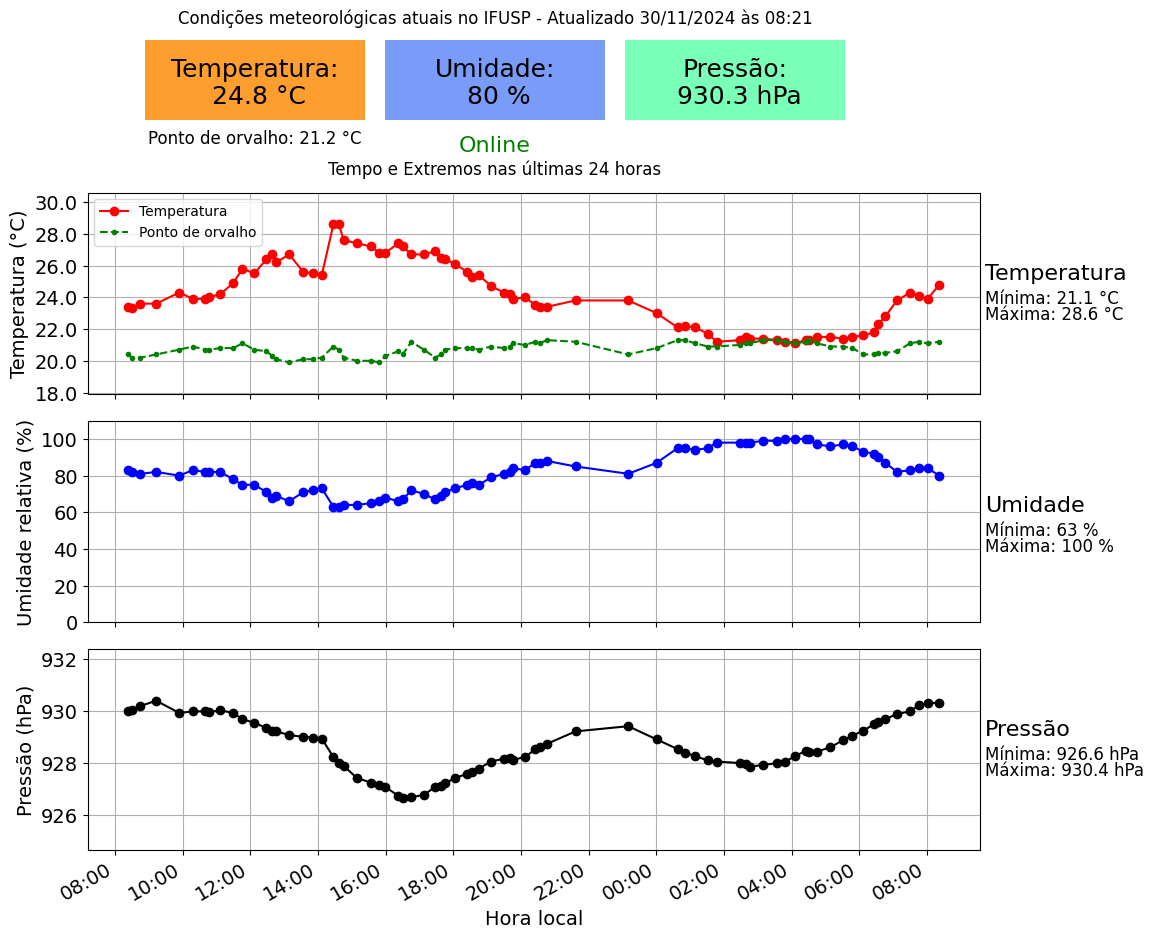 Condições meteorológicas atuais no IFUSP - Atualizado 30/11/2024 às 08:21
Temperatura:
24.8 °C
Umidade:
80 %
Pressão:
930.3 hPa
Ponto de orvalho: 21.2 °C
Online
Tempo e Extremos nas últimas 24 horas
Temperatura (°C)
30.0
28.0
26.0
24.0
22.0
20.0
18.0
Temperatura
Ponto de orvalho
Temperatura
Mínima: 21.1 °C
Máxima: 28.6 °C
Umidade relativa (%)
100
80
60
40
20
0
Umidade
Mínima: 63 %
Máxima: 100 %
Pressão (hPa)
932
930
928
926
Pressão
Mínima: 926.6 hPa
Máxima: 930.4 hPa
08:00
10:00
12:00
14:00
16:00
18:00
20:00
22:00
00:00
02:00
04:00
06:00
08:00
Hora local